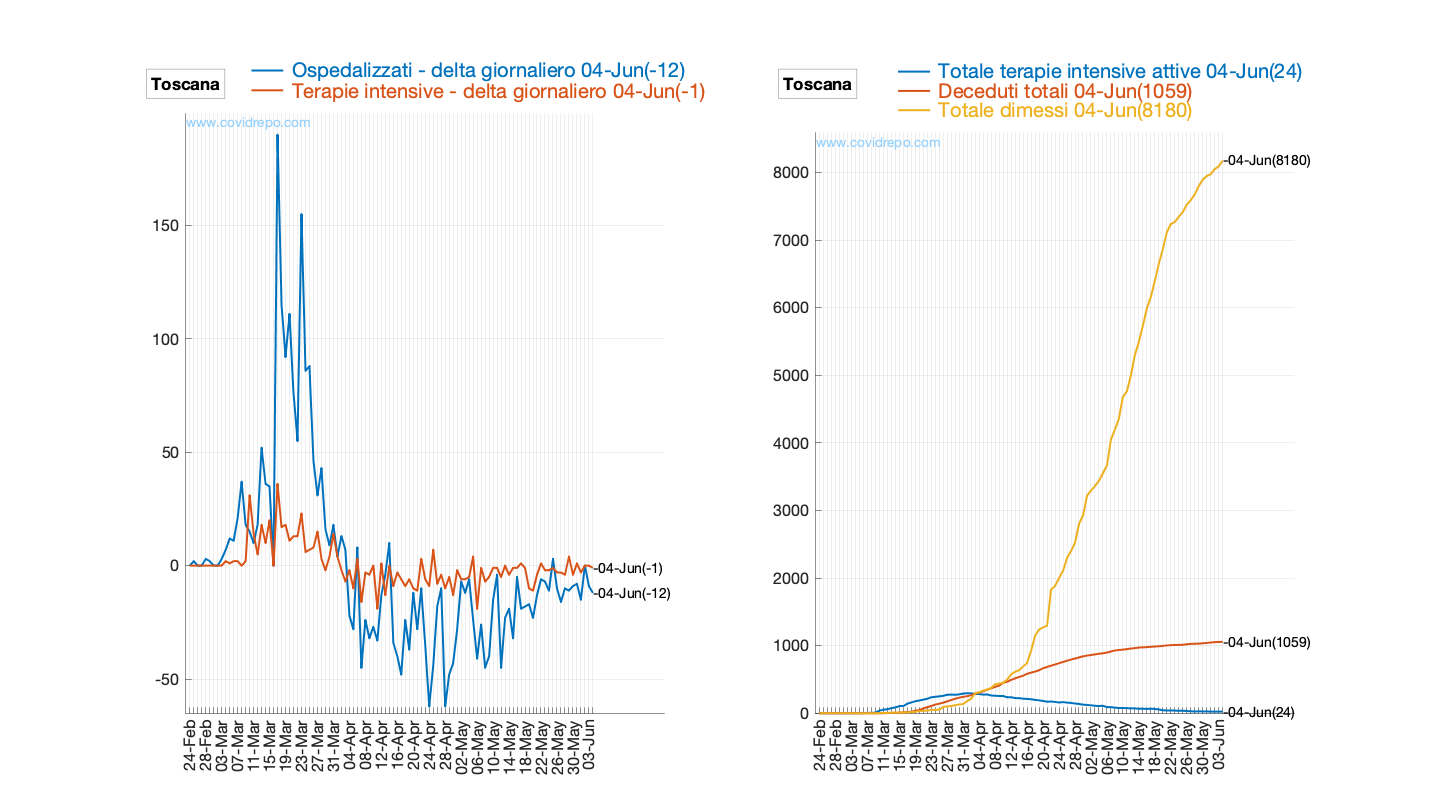 Toscana
Ospedalizzati - delta giornaliero 04-Jun(-12)
Terapie intensive - delta giornaliero 04-Jun(-1)
www.covidrepo.com
150
100
50
0
-50
-04-Jun(-1)
-04-Jun(-12)
24-Feb
28-Feb
03-Mar
07-Mar
11-Mar
15-Mar
19-Mar
23-Mar
27-Mar
31-Mar
04-Apr
08-Apr
12-Apr
16-Apr
20-Apr
24-Apr
28-Apr
02-May
06-May
10-May
14-May
18-May
22-May
26-May
30-May
03-Jun
Toscana
Totale terapie intensive attive 04-Jun(24)
Deceduti totali 04-Jun(1059)
Totale dimessi 04-Jun(8180)
www.covidrepo.com
8000
7000
6000
5000
4000
3000
2000
1000
0
-04-Jun(8180)
-04-Jun(1059)
-04-Jun(24)
24-Feb
28-Feb
03-Mar
07-Mar
11-Mar
15-Mar
19-Mar
23-Mar
27-Mar
31-Mar
04-Apr
08-Apr
12-Apr
16-Apr
20-Apr
24-Apr
28-Apr
02-May
06-May
10-May
14-May
18-May
22-May
26-May
30-May
03-Jun